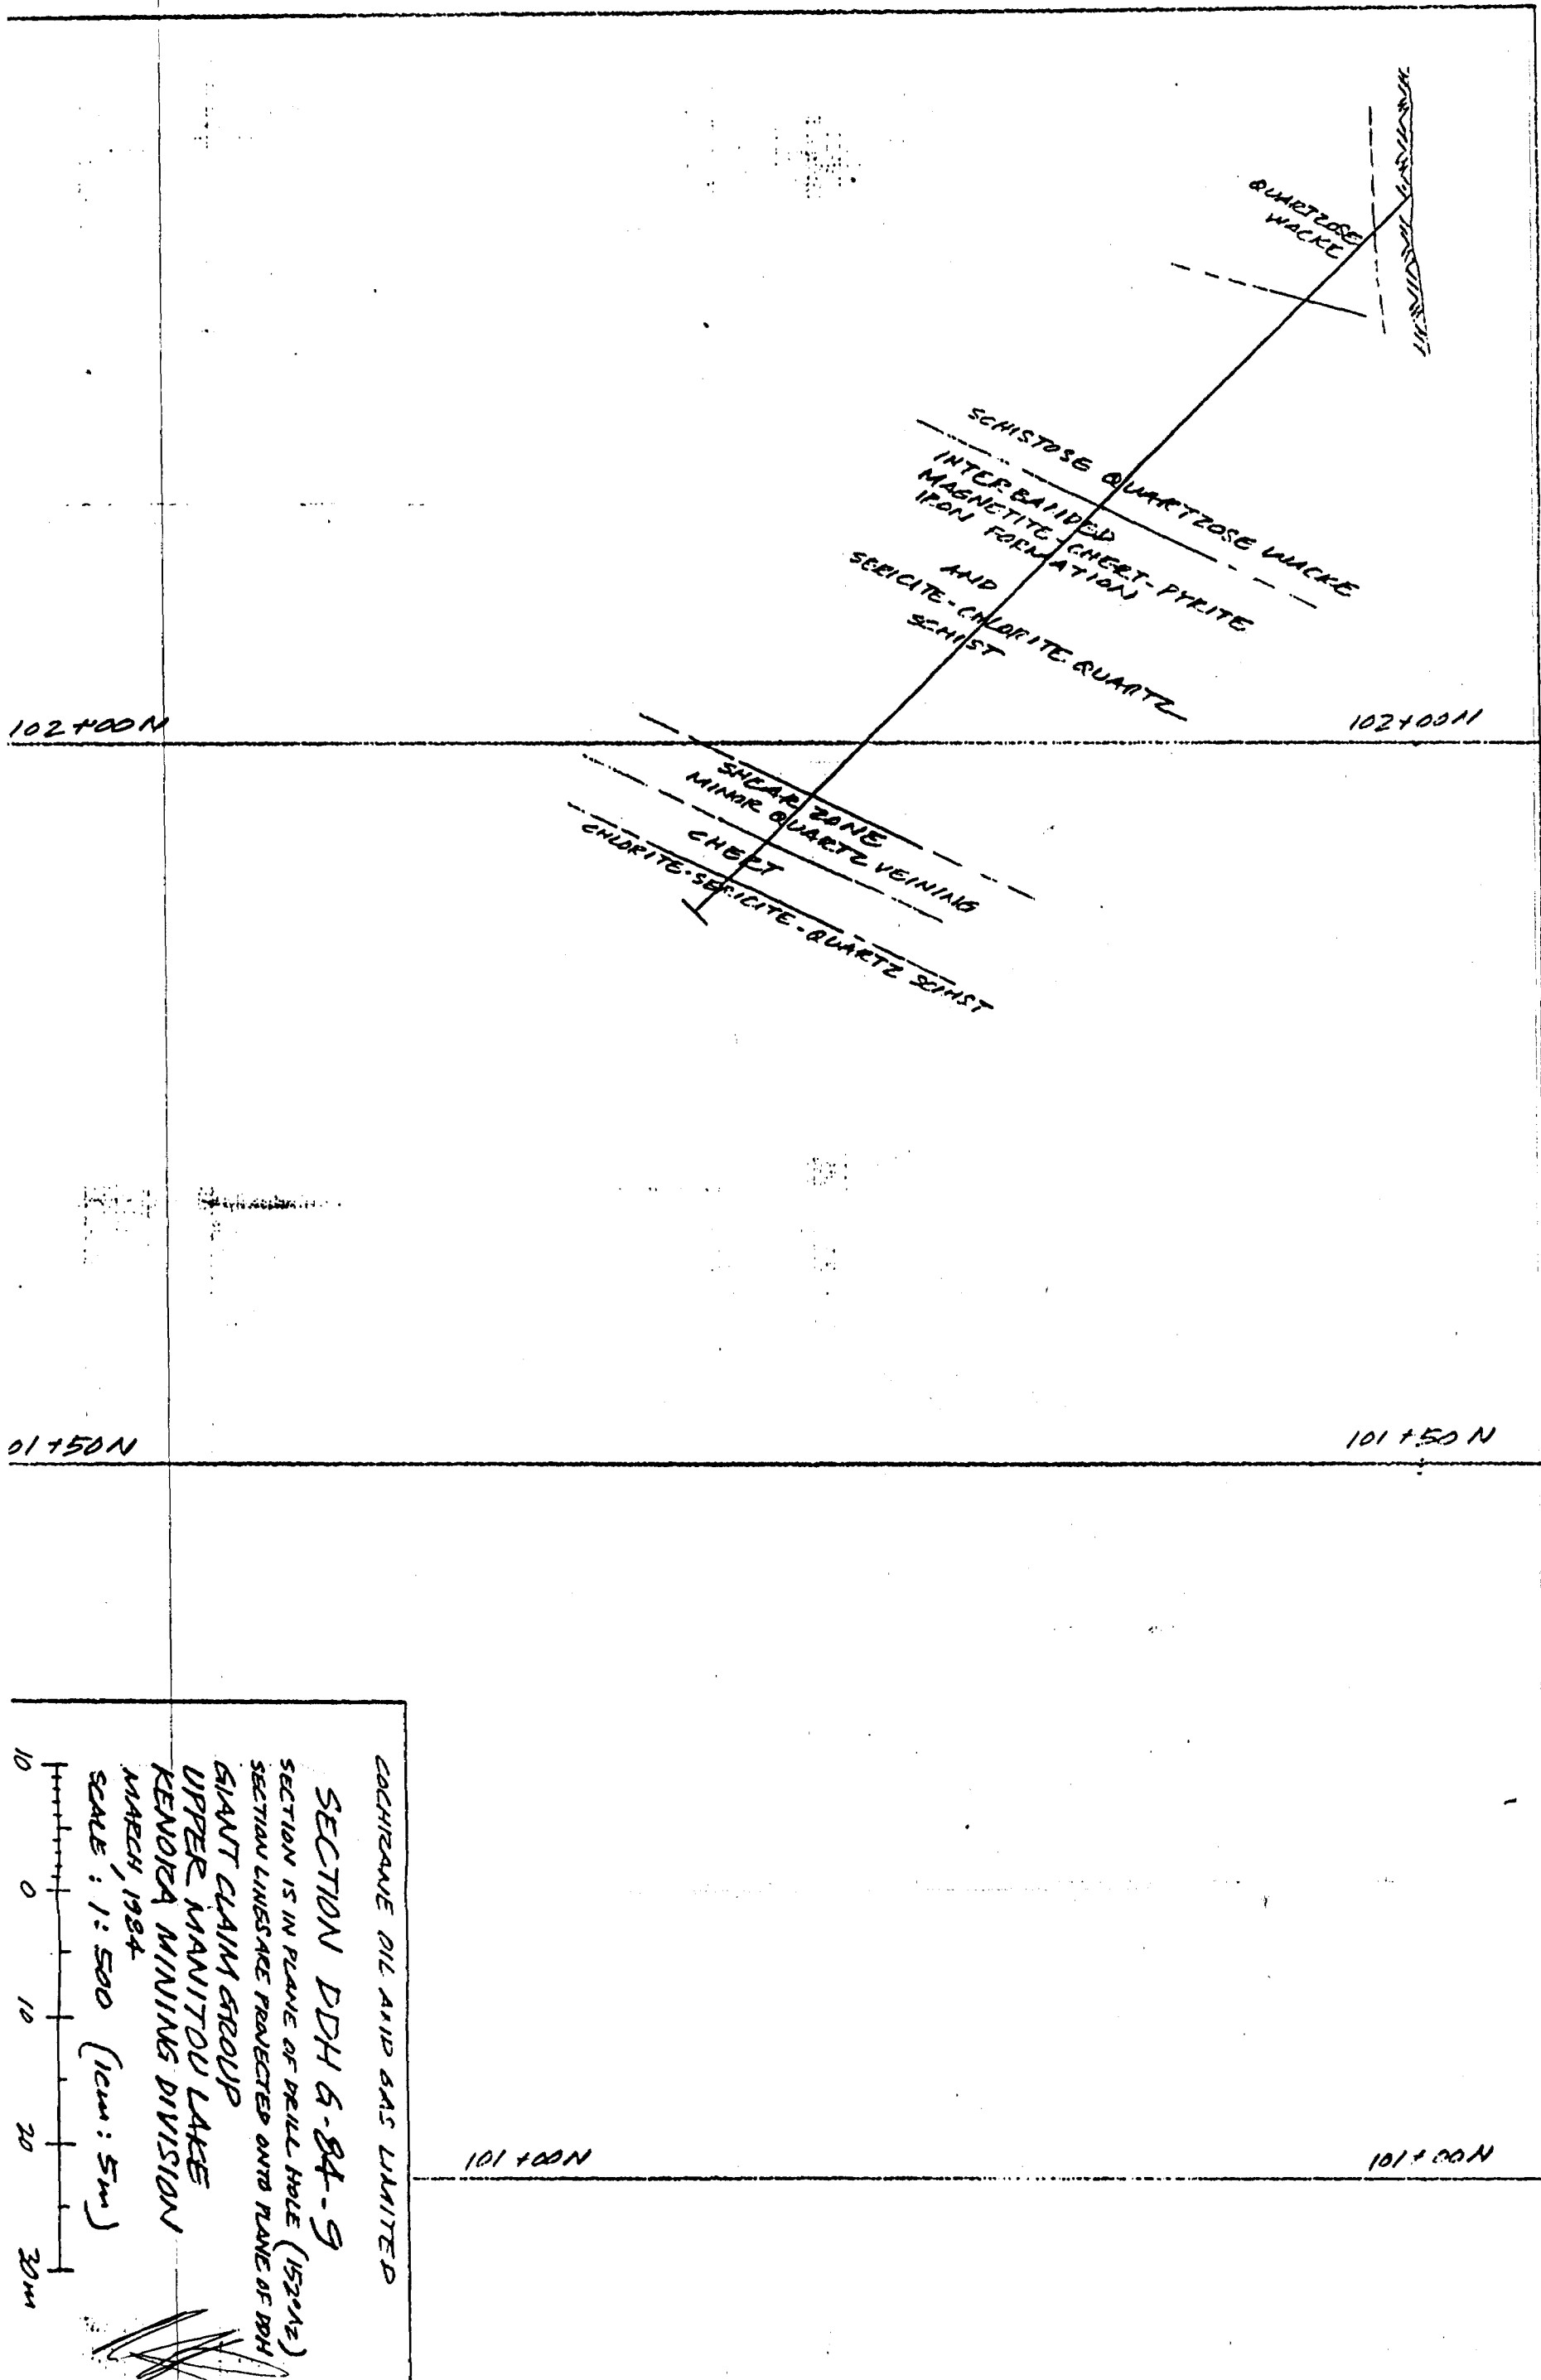 QUARTZOSE
WACKE
SCHISTOSE QUARTZOSE WACKE
INTERBANDED
MAGNETITE-CHERT-PYRITE
IRON FORMATION
AND
SERICITE-CHLORITE QUARTZ
SCHIST
102+00N
102+00N
SHEAR ZONE
MINOR QUARTZ VEINING
CHERT
CHLORITE-SERICITE-QUARTZ SCHIST
01+50N
101+50N
101+00N
101+00N
COCHRANE OIL AND GAS LIMITED
SECTION DDH G-84-9
SECTION IS IN PLANE OF DRILL HOLE (152°AZ)
SECTION LINES ARE PROJECTED ONTO PLANE OF DDH
GIANT CLAIM GROUP
UPPER MANITOU LAKE
KENORA MINING DIVISION
MARCH, 1984
SCALE: 1:500 (1cm: 5m)
10 0 10 20 30m